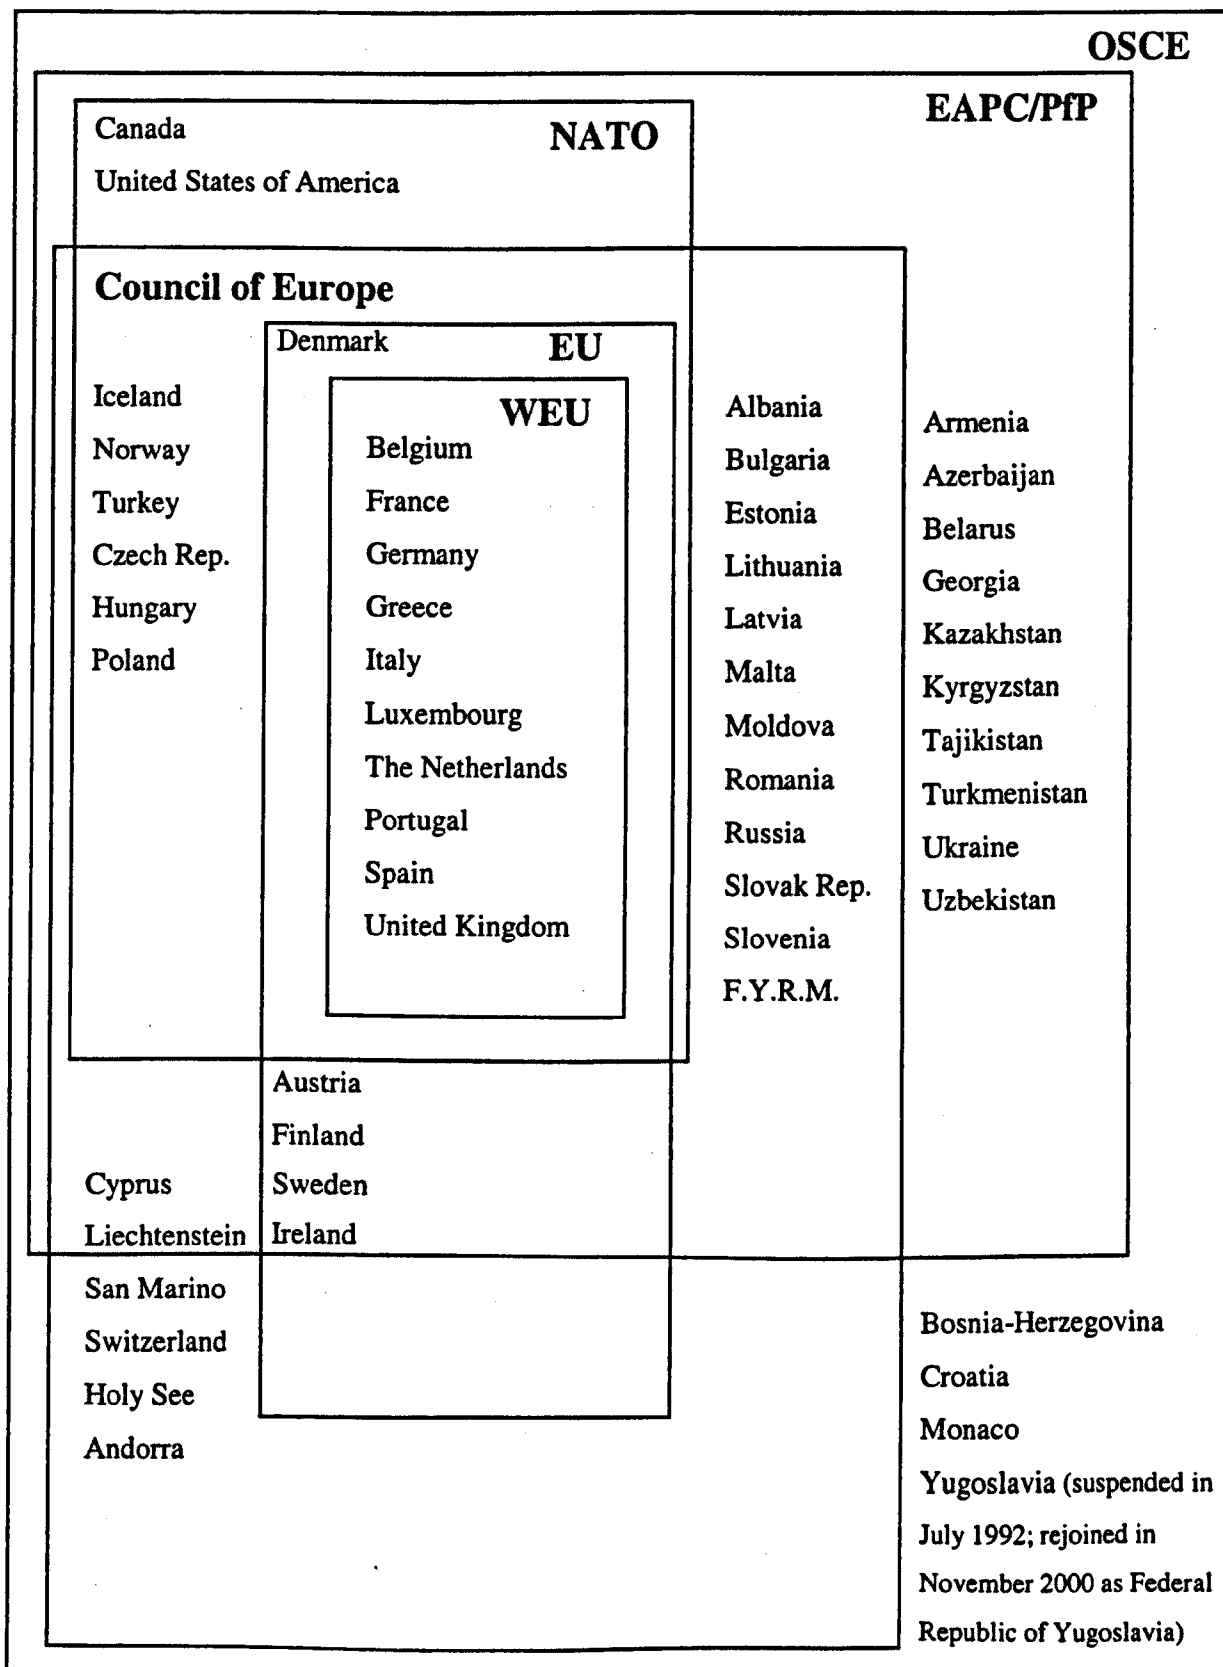 OSCE
EAPC/PfP
NATO
Canada
United States of America
Council of Europe
Denmark
EU
WEU
Iceland
Norway
Turkey
Czech Rep.
Hungary
Poland
Belgium
France
Germany
Greece
Italy
Luxembourg
The Netherlands
Portugal
Spain
United Kingdom
Albania
Bulgaria
Estonia
Lithuania
Latvia
Malta
Moldova
Romania
Russia
Slovak Rep.
Slovenia
F.Y.R.M.
Armenia
Azerbaijan
Belarus
Georgia
Kazakhstan
Kyrgyzstan
Tajikistan
Turkmenistan
Ukraine
Uzbekistan
Austria
Finland
Sweden
Ireland
Cyprus
Liechtenstein
San Marino
Switzerland
Holy See
Andorra
Bosnia-Herzegovina
Croatia
Monaco
Yugoslavia (suspended in
July 1992; rejoined in
November 2000 as Federal
Republic of Yugoslavia)